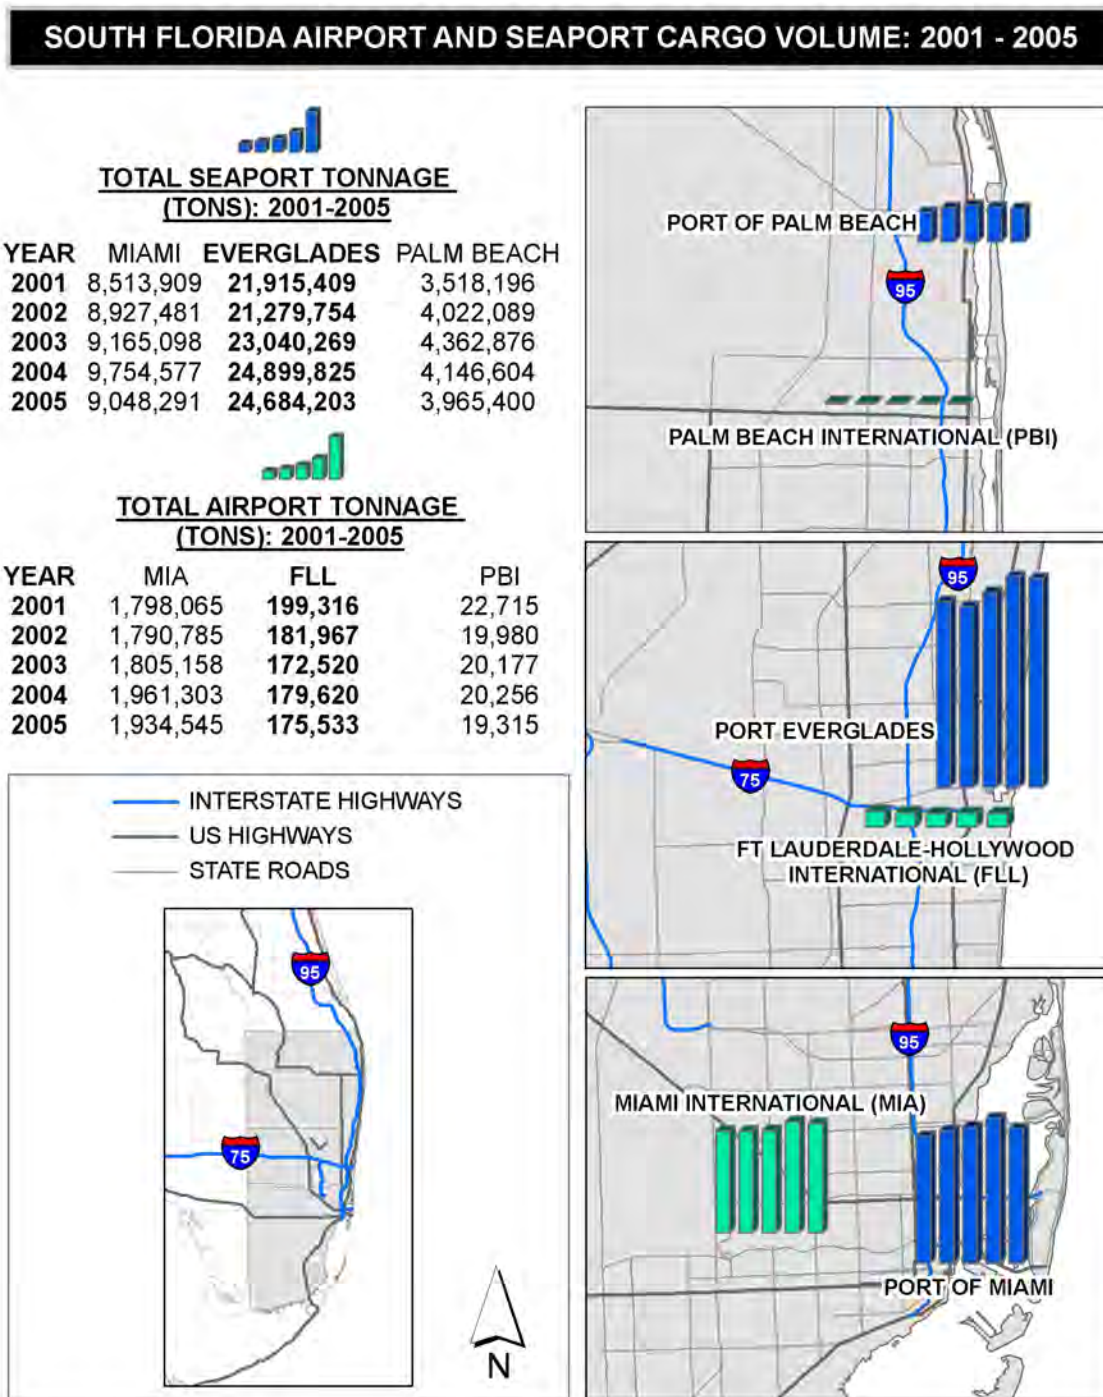 SOUTH FLORIDA AIRPORT AND SEAPORT CARGO VOLUME: 2001 - 2005
TOTAL SEAPORT TONNAGE
(TONS): 2001-2005
YEAR MIAMI EVERGLADES PALM BEACH
2001 8,513,909 21,915,409 3,518,196
2002 8,927,481 21,279,754 4,022,089
2003 9,165,098 23,040,269 4,362,876
2004 9,754,577 24,899,825 4,146,604
2005 9,048,291 24,684,203 3,965,400
TOTAL AIRPORT TONNAGE
(TONS): 2001-2005
YEAR MIA FLL PBI
2001 1,798,065 199,316 22,715
2002 1,790,785 181,967 19,980
2003 1,805,158 172,520 20,177
2004 1,961,303 179,620 20,256
2005 1,934,545 175,533 19,315
INTERSTATE HIGHWAYS
US HIGHWAYS
STATE ROADS
95
75
N
PORT OF PALM BEACH
95
PALM BEACH INTERNATIONAL (PBI)
95
PORT EVERGLADES
75
FT LAUDERDALE-HOLLYWOOD
INTERNATIONAL (FLL)
95
MIAMI INTERNATIONAL (MIA)
PORT OF MIAMI